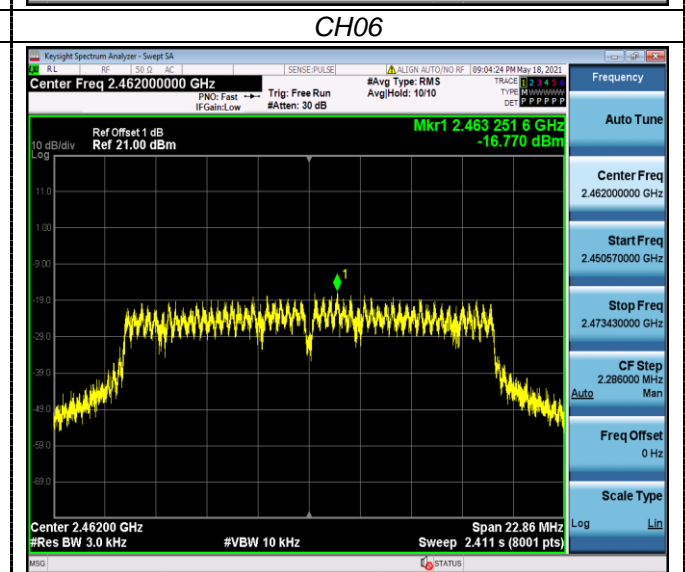 CH06
Keysight Spectrum Analyzer - Swept SA
RL RF 50 Ω AC SENSE:PULSE ALIGN AUTO/NO RF 09:04:24 PM May 18, 2021
Center Freq 2.462000000 GHz
PNO: Fast
IFGain:Low
Trig: Free Run
#Atten: 30 dB
#Avg Type: RMS
Avg|Hold: 10/10
TRACE 1 2 3 4 5 6
TYPE M WWWWW
DET P P P P P P
Ref Offset 1 dB
Ref 21.00 dBm
10 dB/div
Log
Mkr1 2.463 251 6 GHz
-16.770 dBm
11.0
1.00
-9.00
-19.0
-29.0
-39.0
-49.0
-59.0
-69.0
1
Center 2.46200 GHz
#Res BW 3.0 kHz
#VBW 10 kHz
Span 22.86 MHz
Sweep 2.411 s (8001 pts)
MSG
STATUS
Frequency
Auto Tune
Center Freq
2.462000000 GHz
Start Freq
2.450570000 GHz
Stop Freq
2.473430000 GHz
CF Step
2.286000 MHz
Auto Man
Freq Offset
0 Hz
Scale Type
Log Lin